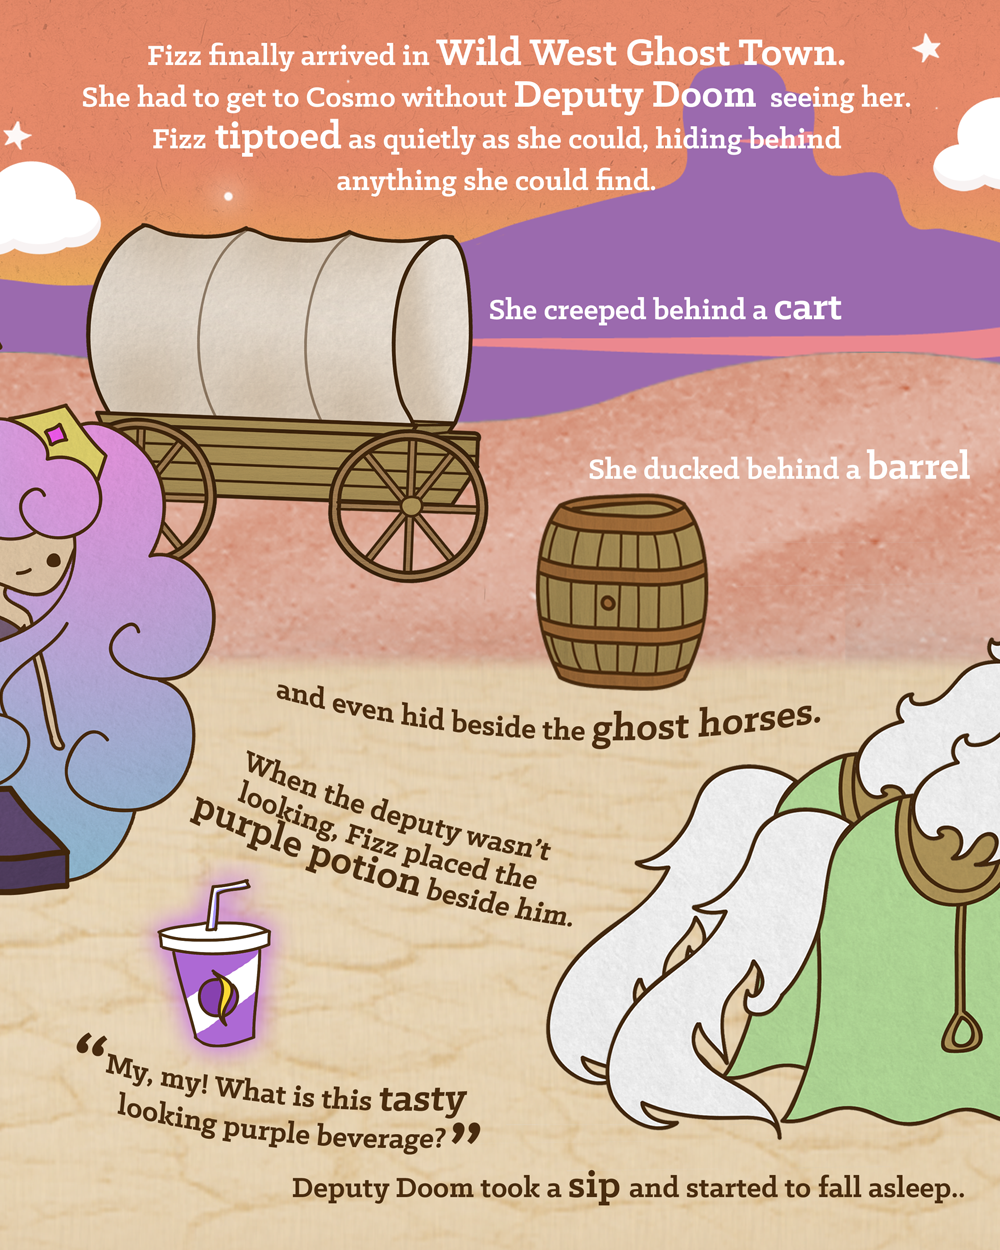 Fizz finally arrived in Wild West Ghost Town.
She had to get to Cosmo without Deputy Doom seeing her.
Fizz tiptoed as quietly as she could, hiding behind
anything she could find.
She creeped behind a cart
She ducked behind a barrel
and even hid beside the ghost horses.
When the deputy wasn't
looking, Fizz placed the
purple potion beside him.
“My, my! What is this tasty
looking purple beverage?”
Deputy Doom took a sip and started to fall asleep..